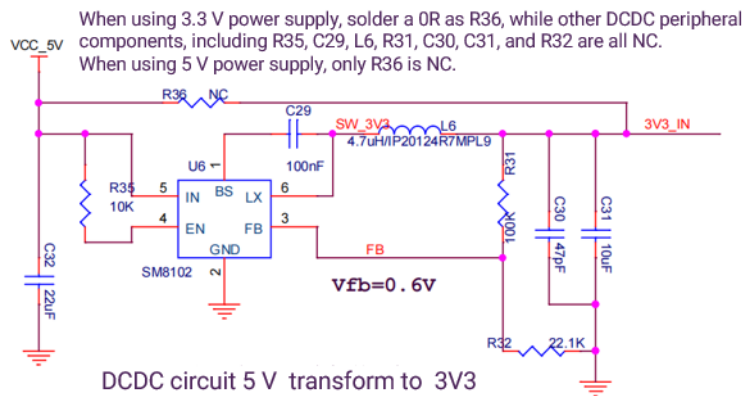 When using 3.3 V power supply, solder a 0R as R36, while other DCDC peripheral
components, including R35, C29, L6, R31, C30, C31, and R32 are all NC.
When using 5 V power supply, only R36 is NC.
VCC_5V
R36 NC
C29
100nF
SW_3V3
L6
4.7uH/IP20124R7MPL9
3V3_IN
U6
1
BS
R35
10K
5
IN
LX
6
4
EN
FB
3
GND
2
SM8102
R31
100K
C30
47pF
C31
10uF
FB
Vfb=0.6V
C32
22uF
R32
22.1K
DCDC circuit 5 V transform to 3V3